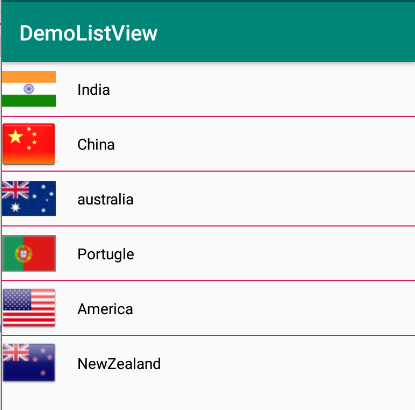 DemoListView
India
China
australia
Portugle
America
NewZealand